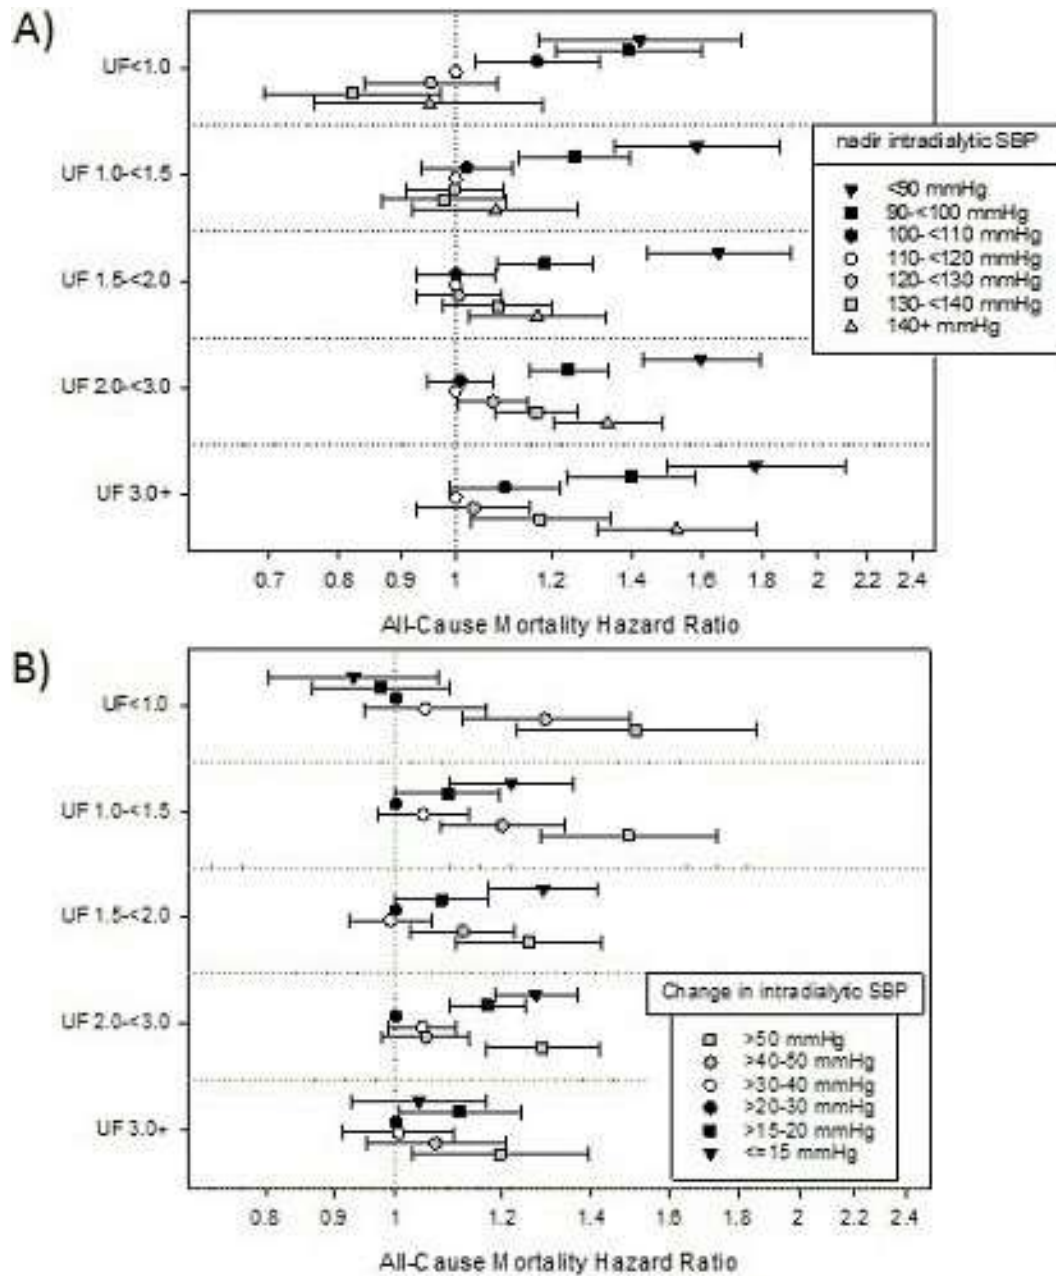 A)
UF<1.0
UF 1.0-<1.5
UF 1.5-<2.0
UF 2.0-<3.0
UF 3.0+
nadir intradialytic SBP
<90 mmHg
90-<100 mmHg
100-<110 mmHg
110-<120 mmHg
120-<130 mmHg
130-<140 mmHg
140+ mmHg
0.7 0.8 0.9 1 1.2 1.4 1.6 1.8 2 2.2 2.4
All-Cause Mortality Hazard Ratio
B)
UF<1.0
UF 1.0-<1.5
UF 1.5-<2.0
UF 2.0-<3.0
UF 3.0+
Change in intradialytic SBP
>50 mmHg
>40-50 mmHg
>30-40 mmHg
>20-30 mmHg
>15-20 mmHg
<=15 mmHg
0.8 0.9 1 1.2 1.4 1.6 1.8 2 2.2 2.4
All-Cause Mortality Hazard Ratio